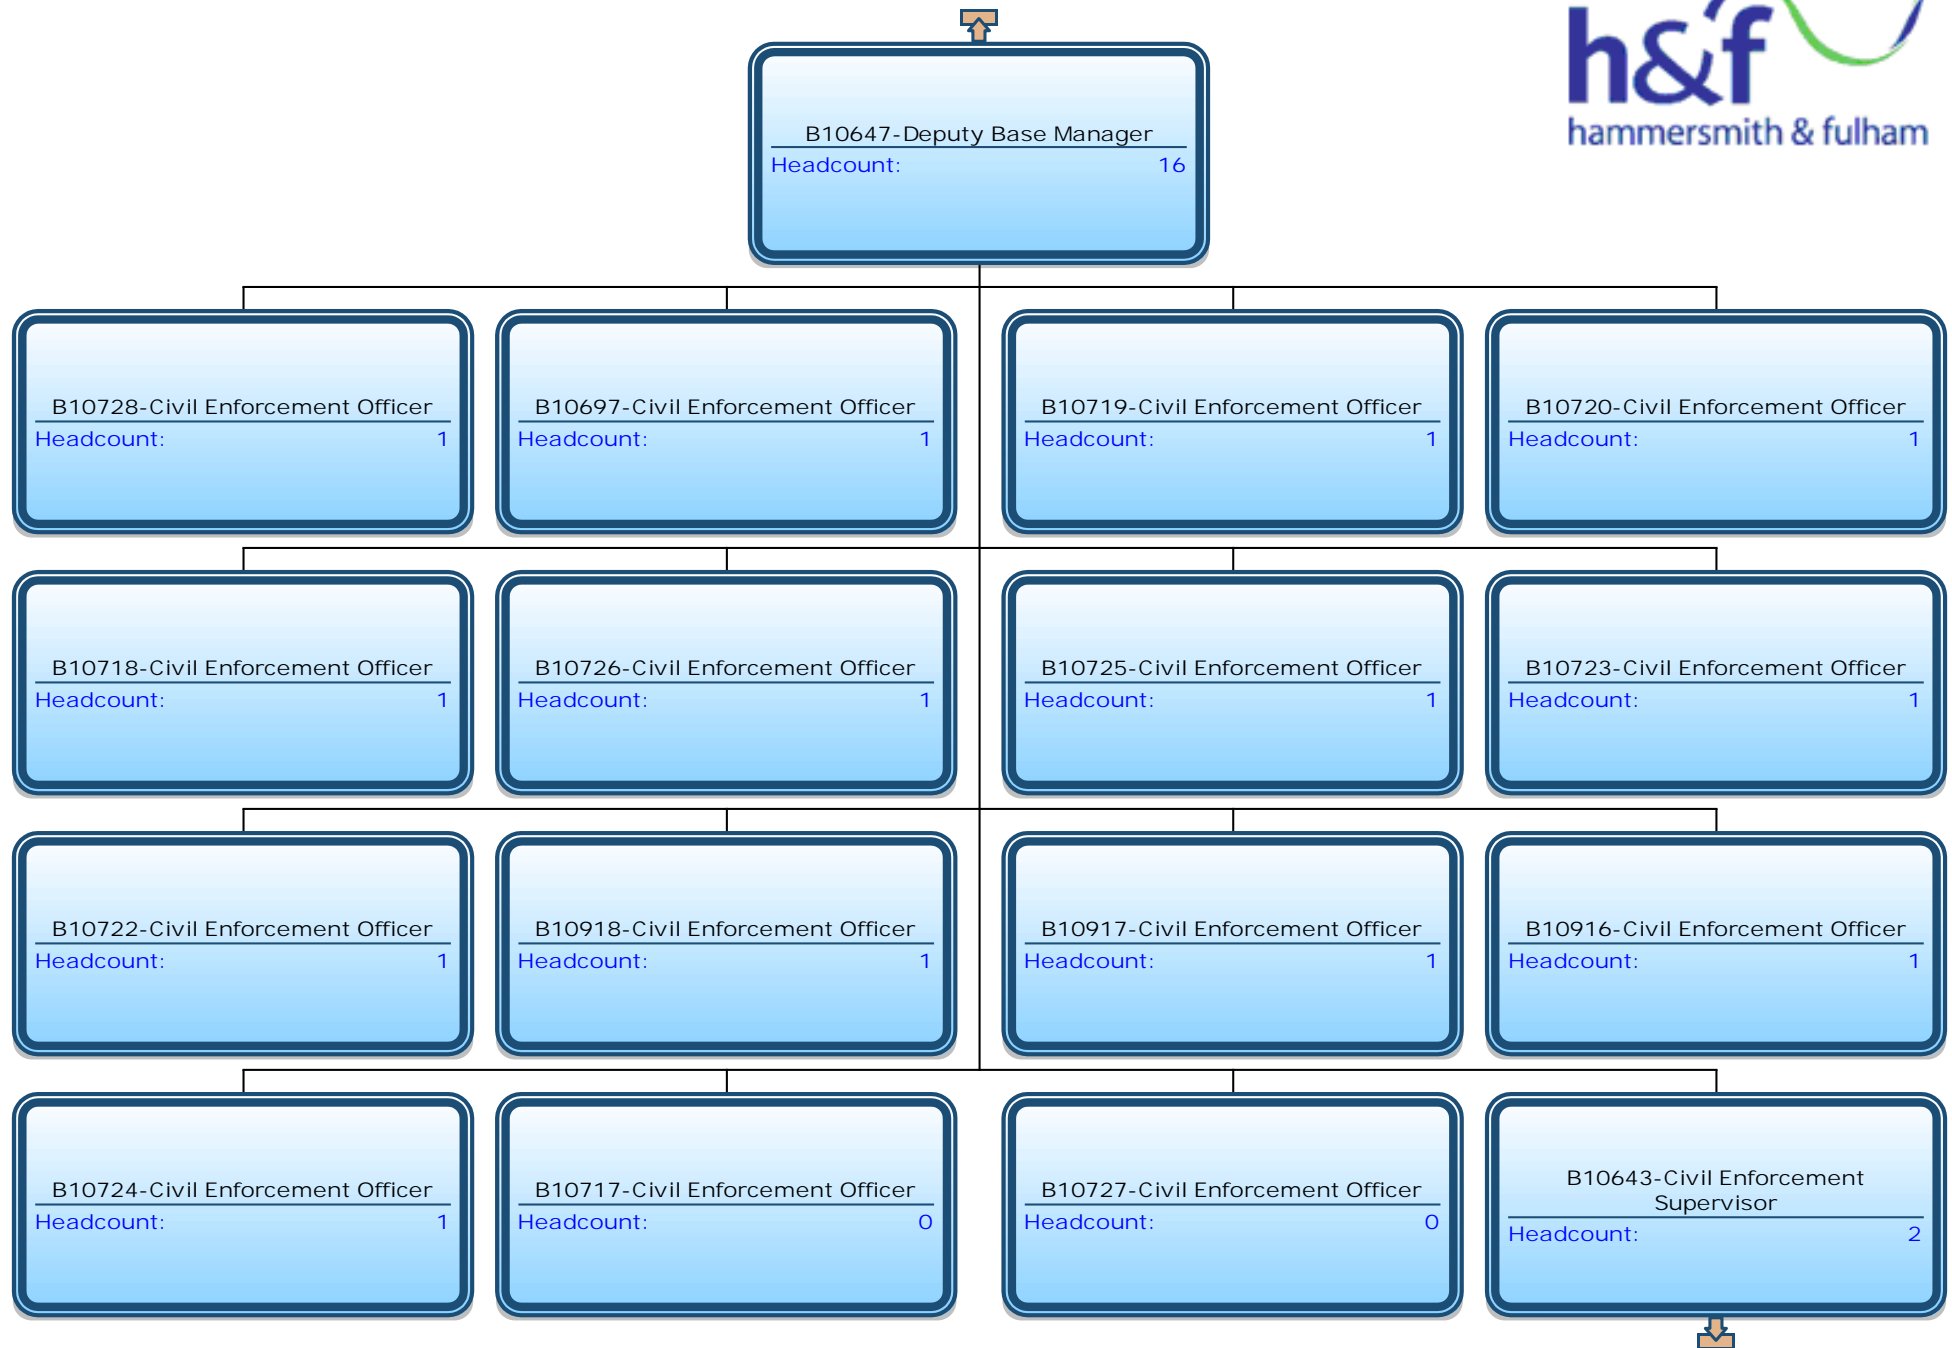 h&f
hammersmith & fulham
B10647-Deputy Base Manager
Headcount: 16
B10728-Civil Enforcement Officer
Headcount: 1
B10697-Civil Enforcement Officer
Headcount: 1
B10719-Civil Enforcement Officer
Headcount: 1
B10720-Civil Enforcement Officer
Headcount: 1
B10718-Civil Enforcement Officer
Headcount: 1
B10726-Civil Enforcement Officer
Headcount: 1
B10725-Civil Enforcement Officer
Headcount: 1
B10723-Civil Enforcement Officer
Headcount: 1
B10722-Civil Enforcement Officer
Headcount: 1
B10918-Civil Enforcement Officer
Headcount: 1
B10917-Civil Enforcement Officer
Headcount: 1
B10916-Civil Enforcement Officer
Headcount: 1
B10724-Civil Enforcement Officer
Headcount: 1
B10717-Civil Enforcement Officer
Headcount: 0
B10727-Civil Enforcement Officer
Headcount: 0
B10643-Civil Enforcement
Supervisor
Headcount: 2